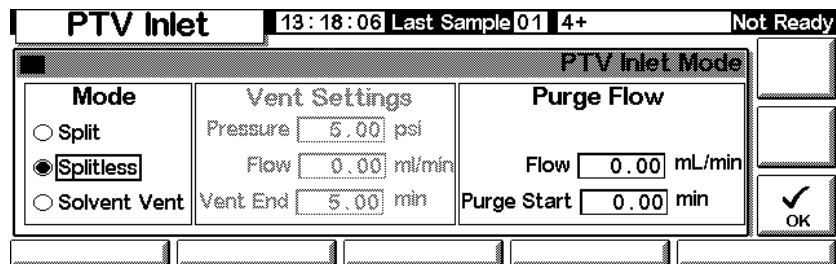 PTV Inlet 13:18:06 Last Sample 01 4+ Not Ready
PTV Inlet Mode
Mode Vent Settings Purge Flow
Split Pressure 5.00 psi
Splitless Flow 0.00 ml/min Flow 0.00 mL/min
Solvent Vent Vent End 5.00 min Purge Start 0.00 min
OK